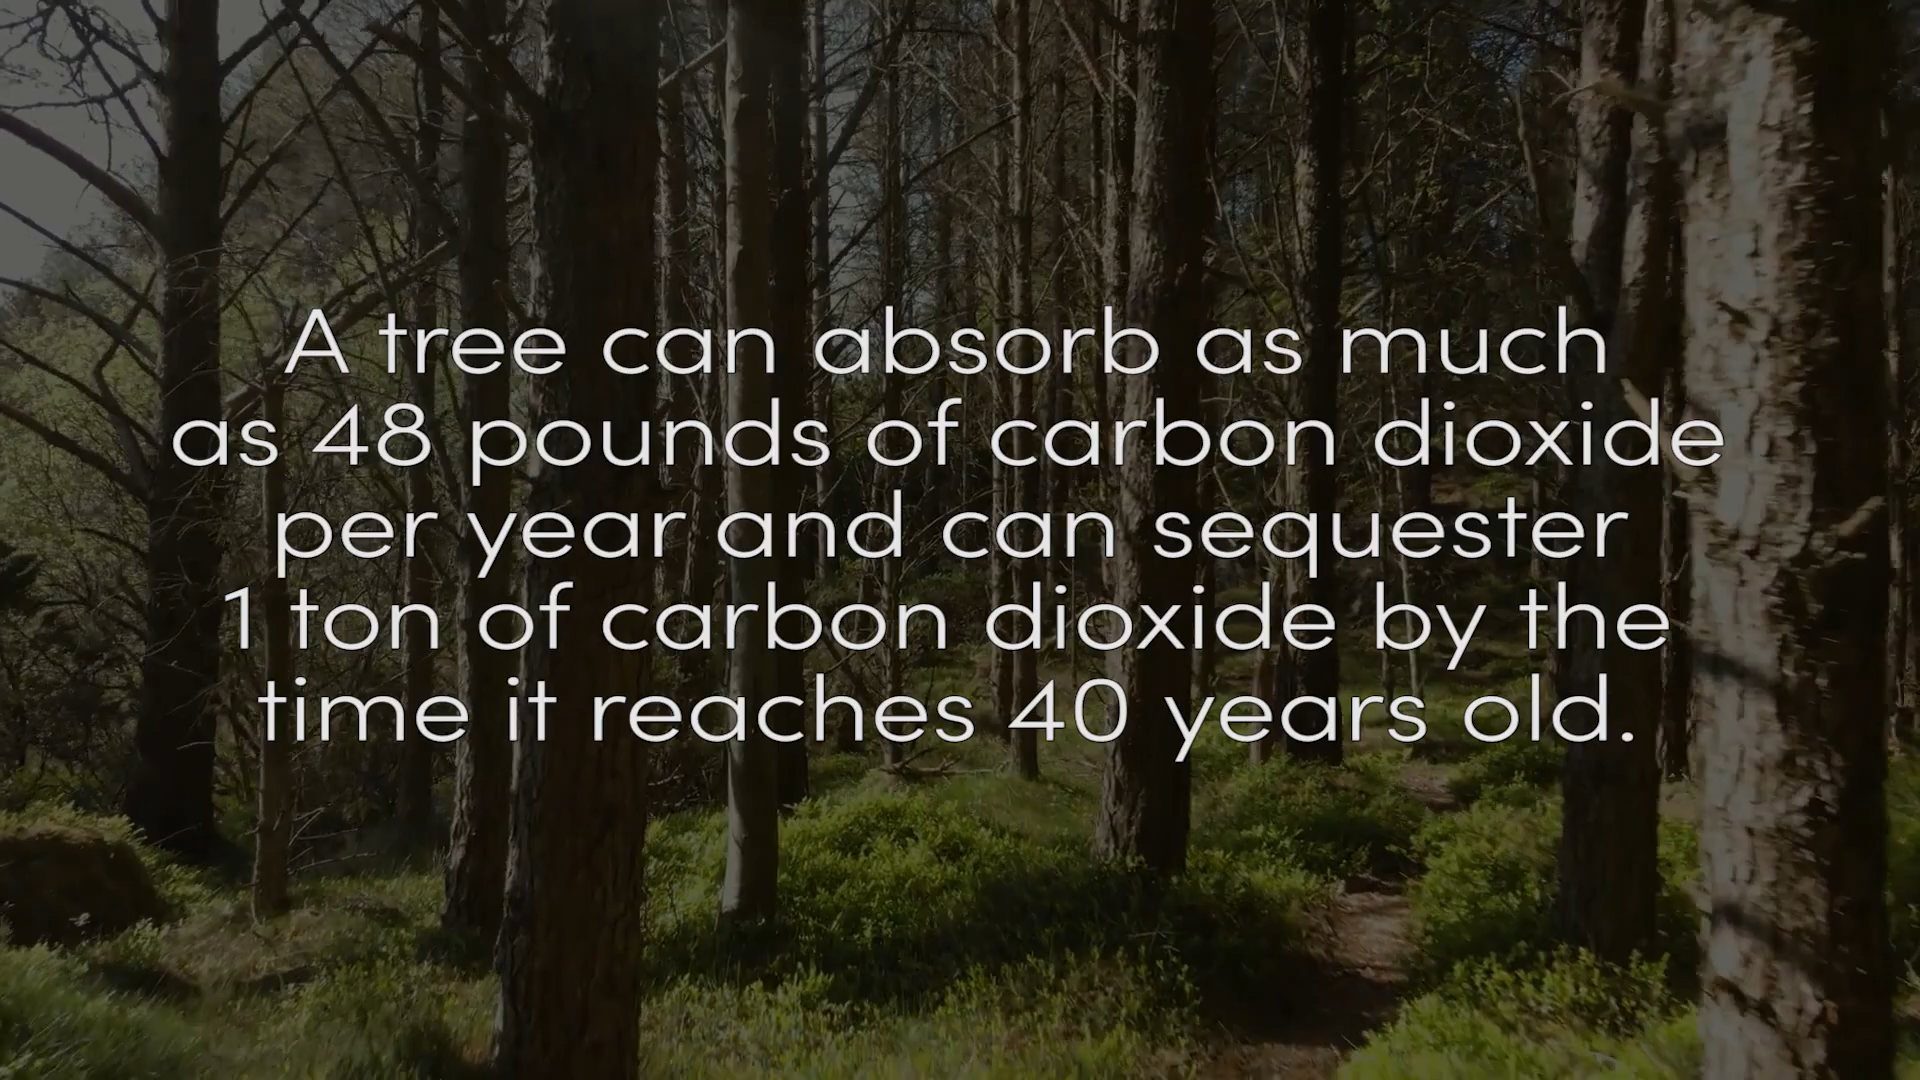 A tree can absorb as much
as 48 pounds of carbon dioxide
per year and can sequester
1 ton of carbon dioxide by the
time it reaches 40 years old.